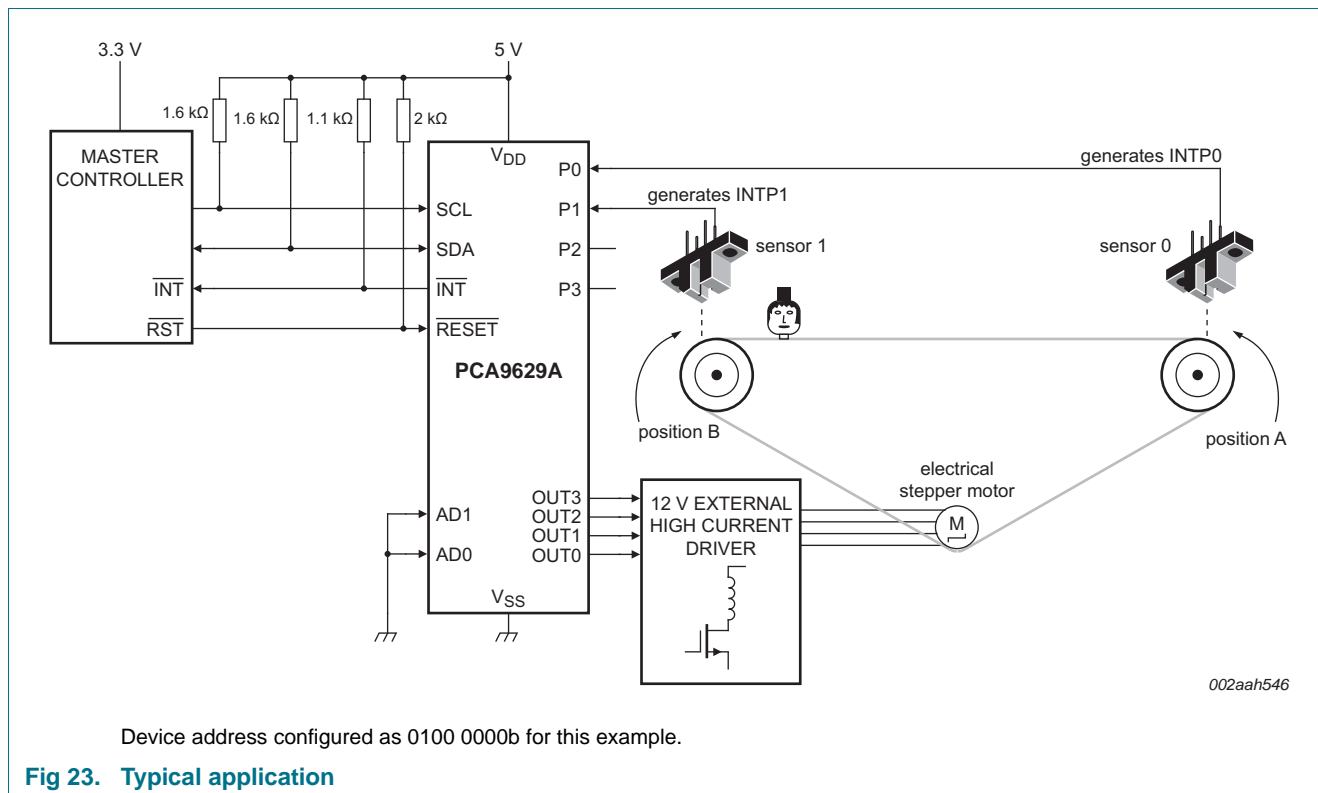 3.3 V
5 V
1.6 kΩ
1.6 kΩ
1.1 kΩ
2 kΩ
MASTER
CONTROLLER
INT
RST
VDD
SCL
SDA
INT
RESET
PCA9629A
AD1
AD0
VSS
P0
P1
P2
P3
OUT3
OUT2
OUT1
OUT0
generates INTP0
generates INTP1
sensor 1
sensor 0
position B
position A
electrical
stepper motor
M
12 V EXTERNAL
HIGH CURRENT
DRIVER
002aah546
Device address configured as 0100 0000b for this example.
Fig 23. Typical application